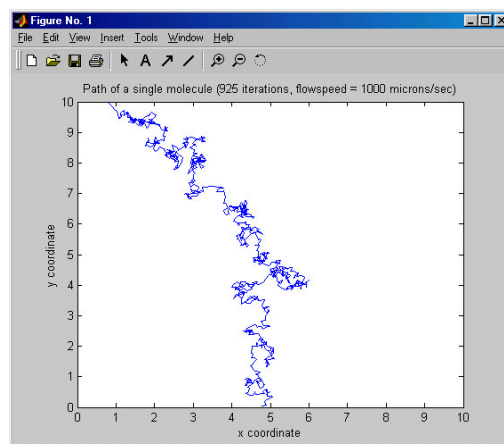 Figure No. 1
File Edit View Insert Tools Window Help
A
Path of a single molecule (925 iterations, flowspeed = 1000 microns/sec)
10
9
8
7
6
5
4
3
2
1
0
y coordinate
0 1 2 3 4 5 6 7 8 9 10
x coordinate